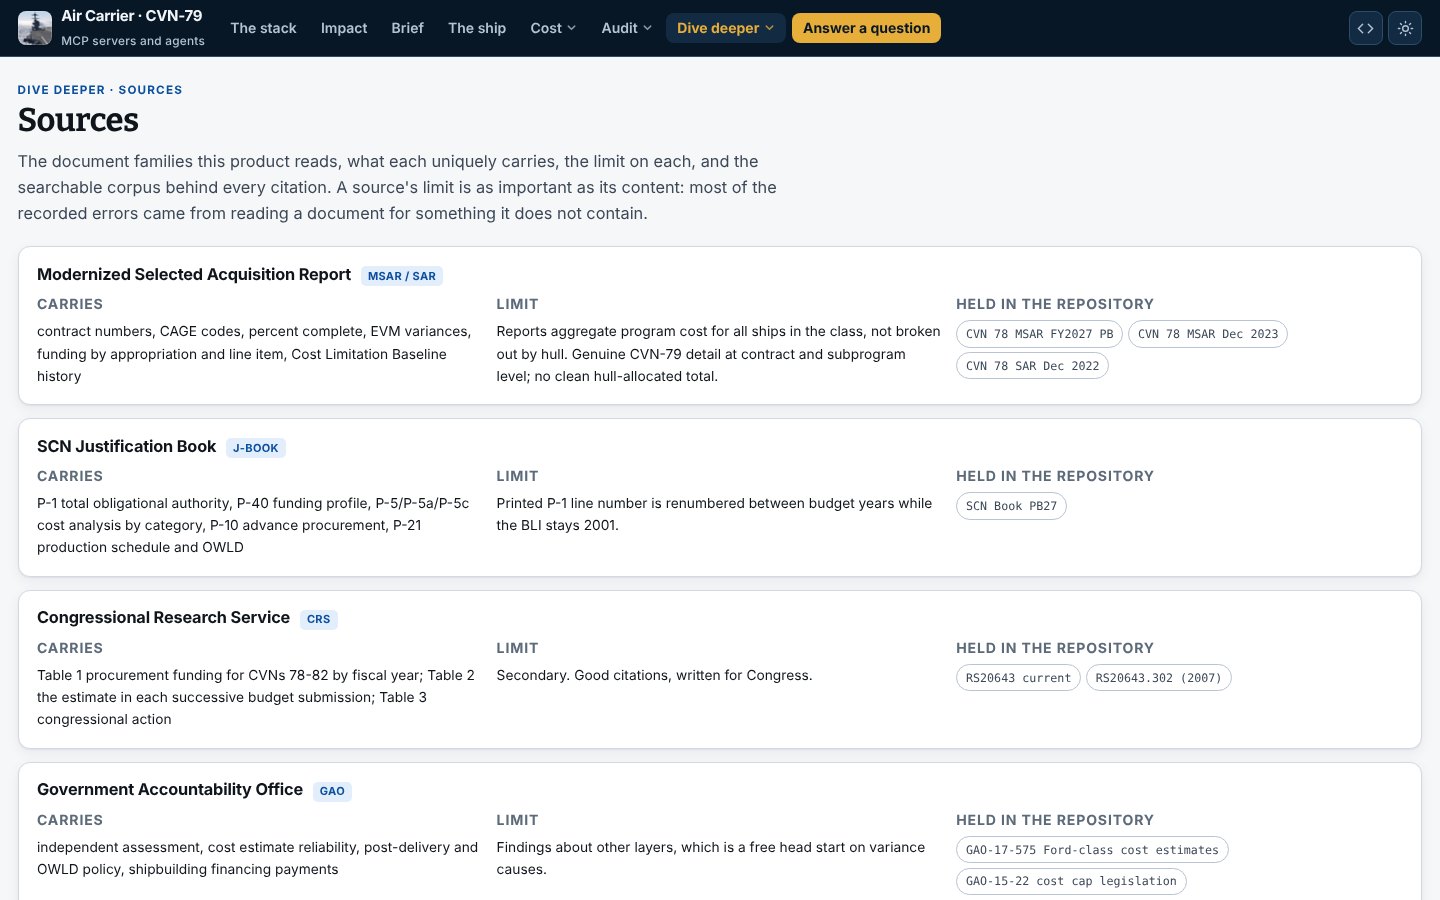 Air Carrier · CVN-79
MCP servers and agents
The stack
Impact
Brief
The ship
Cost
Audit
Dive deeper
Answer a question
DIVE DEEPER · SOURCES
Sources
The document families this product reads, what each uniquely carries, the limit on each, and the
searchable corpus behind every citation. A source's limit is as important as its content: most of the
recorded errors came from reading a document for something it does not contain.
Modernized Selected Acquisition Report MSAR / SAR
CARRIES
contract numbers, CAGE codes, percent complete, EVM variances,
funding by appropriation and line item, Cost Limitation Baseline
history
LIMIT
Reports aggregate program cost for all ships in the class, not broken
out by hull. Genuine CVN-79 detail at contract and subprogram
level; no clean hull-allocated total.
HELD IN THE REPOSITORY
CVN 78 MSAR FY2027 PB
CVN 78 MSAR Dec 2023
CVN 78 SAR Dec 2022
SCN Justification Book J-BOOK
CARRIES
P-1 total obligational authority, P-40 funding profile, P-5/P-5a/P-5c
cost analysis by category, P-10 advance procurement, P-21
production schedule and OWLD
LIMIT
Printed P-1 line number is renumbered between budget years while
the BLI stays 2001.
HELD IN THE REPOSITORY
SCN Book PB27
Congressional Research Service CRS
CARRIES
Table 1 procurement funding for CVNs 78-82 by fiscal year; Table 2
the estimate in each successive budget submission; Table 3
congressional action
LIMIT
Secondary. Good citations, written for Congress.
HELD IN THE REPOSITORY
RS20643 current
RS20643.302 (2007)
Government Accountability Office GAO
CARRIES
independent assessment, cost estimate reliability, post-delivery and
OWLD policy, shipbuilding financing payments
LIMIT
Findings about other layers, which is a free head start on variance
causes.
HELD IN THE REPOSITORY
GAO-17-575 Ford-class cost estimates
GAO-15-22 cost cap legislation